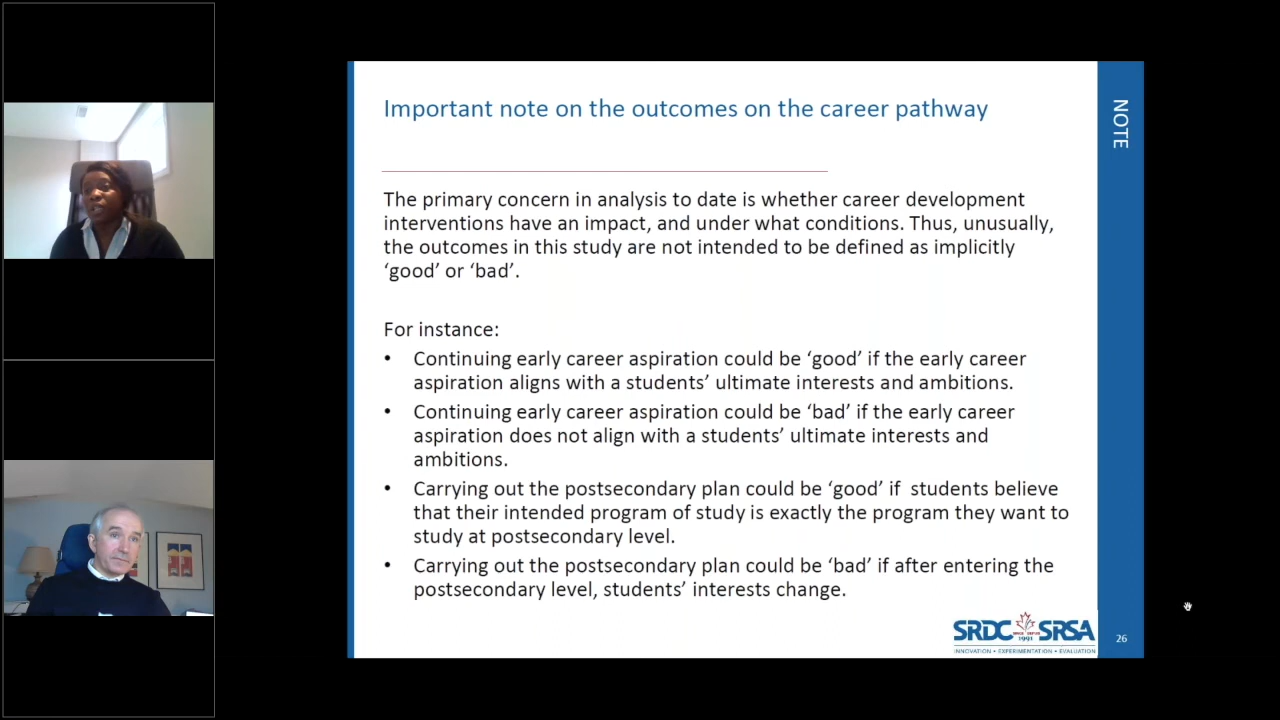 Important note on the outcomes on the career pathway
NOTE
The primary concern in analysis to date is whether career development
interventions have an impact, and under what conditions. Thus, unusually,
the outcomes in this study are not intended to be defined as implicitly
‘good’ or ‘bad’.
For instance:
• Continuing early career aspiration could be ‘good’ if the early career
aspiration aligns with a students’ ultimate interests and ambitions.
• Continuing early career aspiration could be ‘bad’ if the early career
aspiration does not align with a students’ ultimate interests and
ambitions.
• Carrying out the postsecondary plan could be ‘good’ if students believe
that their intended program of study is exactly the program they want to
study at postsecondary level.
• Carrying out the postsecondary plan could be ‘bad’ if after entering the
postsecondary level, students’ interests change.
SRDC SRSA
1991
INNOVATION • EXPERIMENTATION • EVALUATION
26